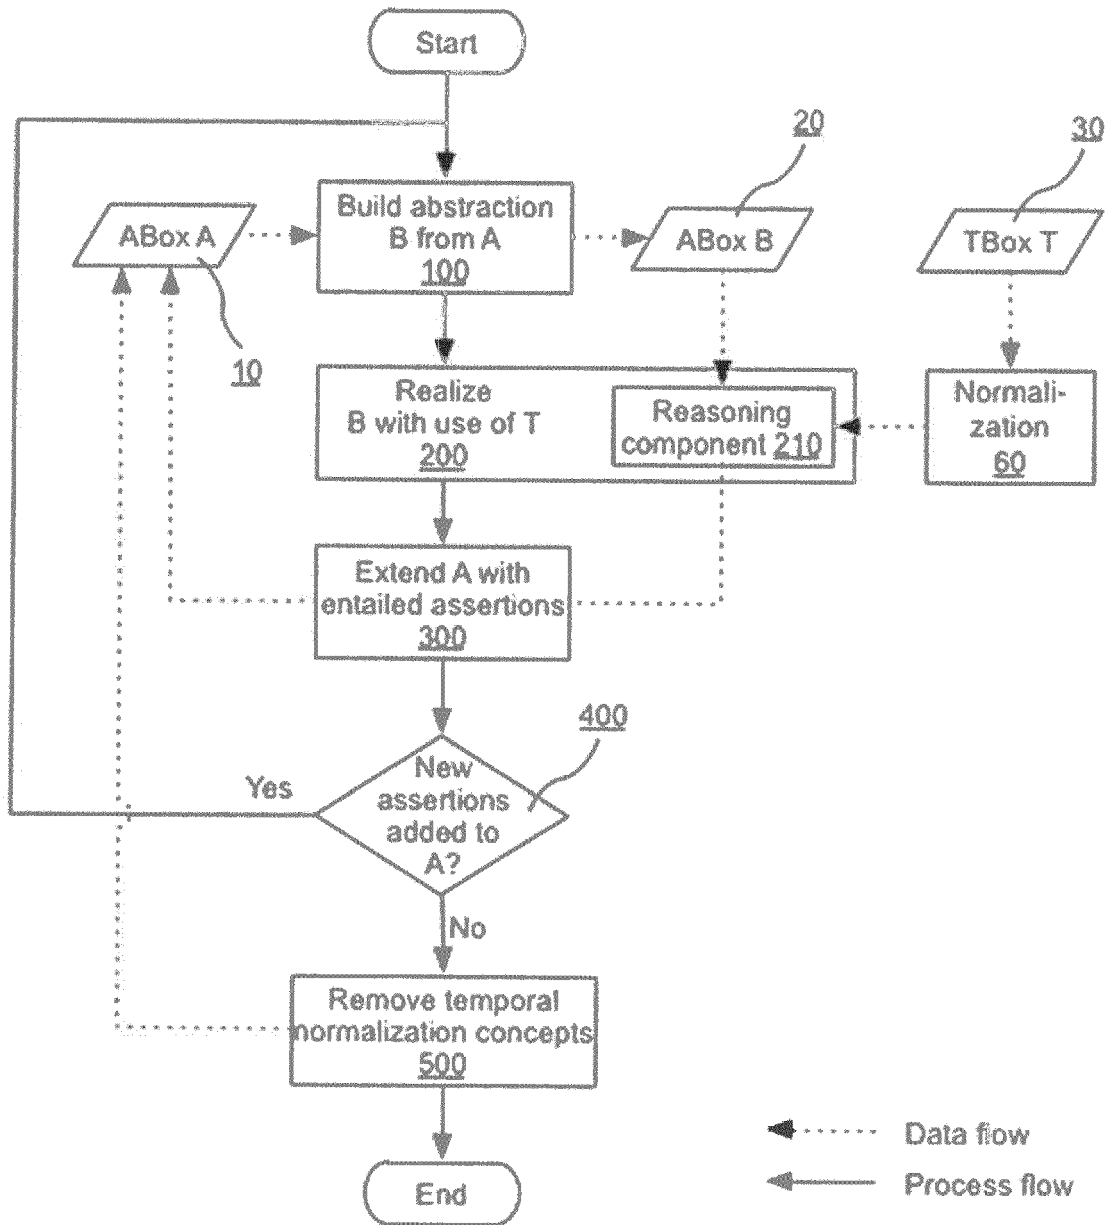 Start
20
30
Build abstraction
B from A
100
ABox A
ABox B
TBox T
10
Realize
B with use of T
200
Reasoning
component 210
Normali-
zation
60
Extend A with
entailed assertions
300
400
New
assertions
added to
A?
Yes
No
Remove temporal
normalization concepts
500
End
Data flow
Process flow